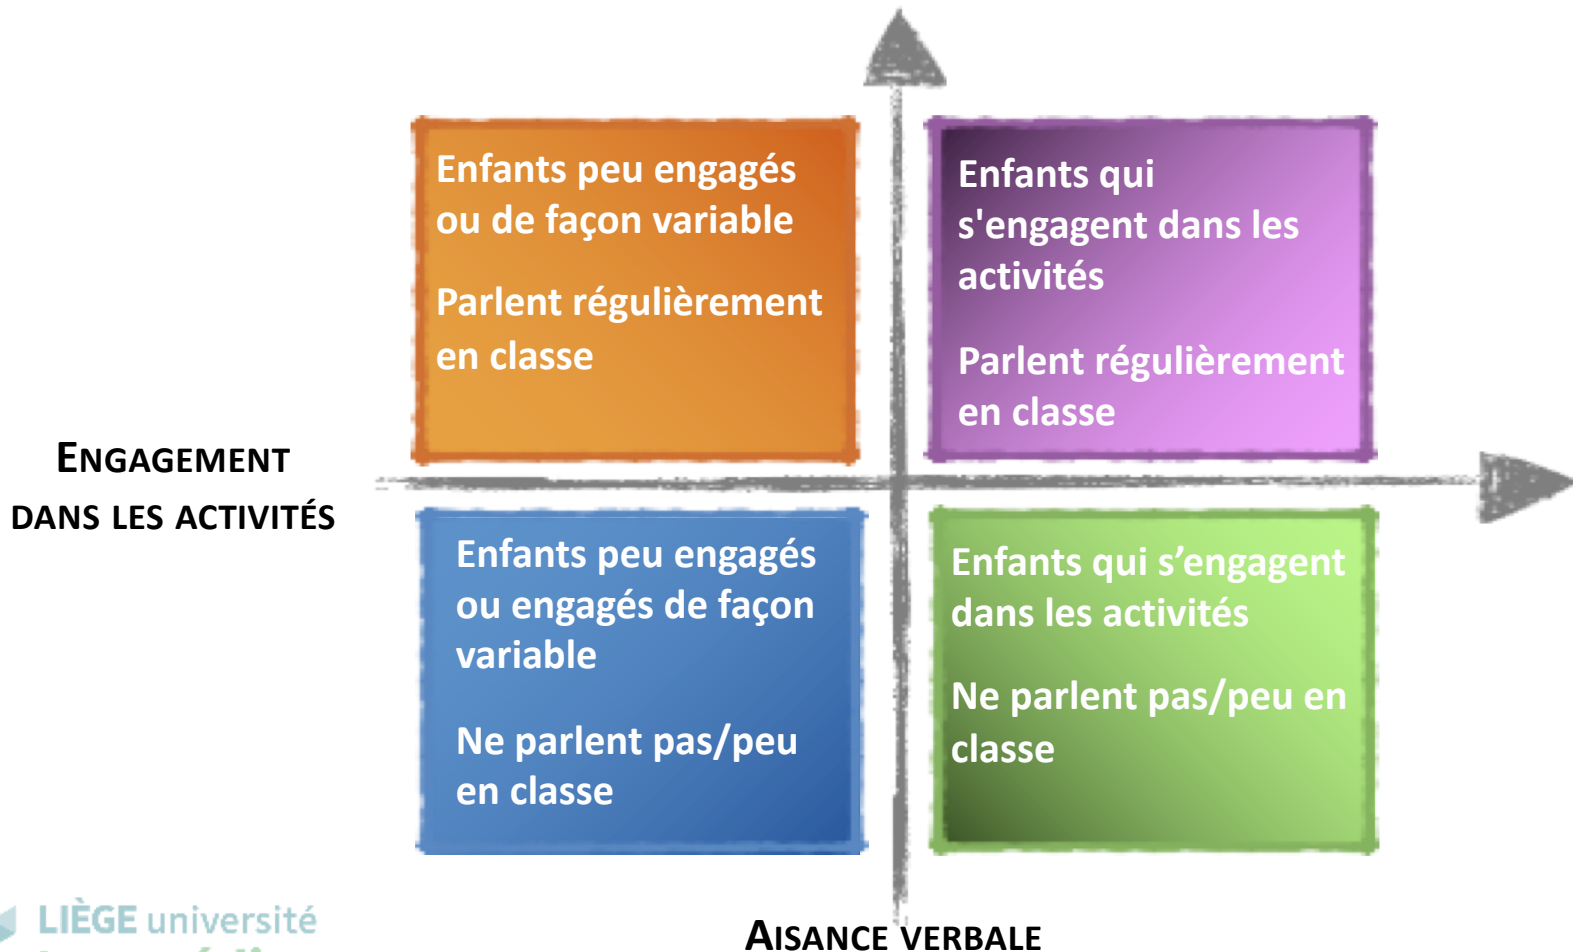 Enfants peu engagés
ou de façon variable
Parlent régulièrement
en classe
Enfants qui
s'engagent dans les
activités
Parlent régulièrement
en classe
ENGAGEMENT
DANS LES ACTIVITÉS
Enfants peu engagés
ou engagés de façon
variable
Ne parlent pas/peu
en classe
Enfants qui s’engagent
dans les activités
Ne parlent pas/peu en
classe
LIÈGE université
AISANCE VERBALE